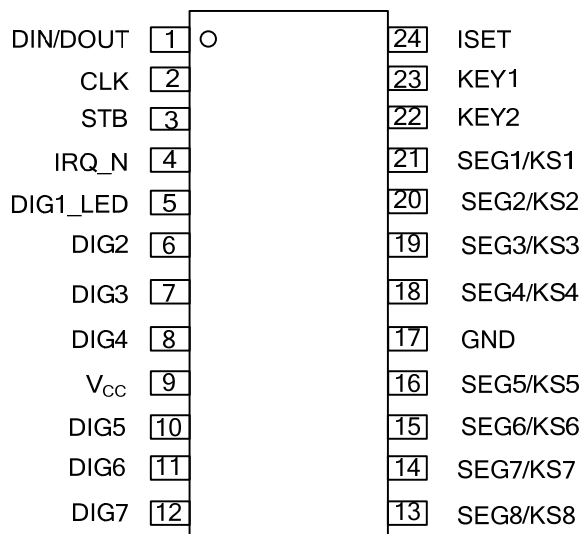 DIN/DOUT 1 24 ISET
CLK 2 23 KEY1
STB 3 22 KEY2
IRQ_N 4 21 SEG1/KS1
DIG1_LED 5 20 SEG2/KS2
DIG2 6 19 SEG3/KS3
DIG3 7 18 SEG4/KS4
DIG4 8 17 GND
VCC 9 16 SEG5/KS5
DIG5 10 15 SEG6/KS6
DIG6 11 14 SEG7/KS7
DIG7 12 13 SEG8/KS8